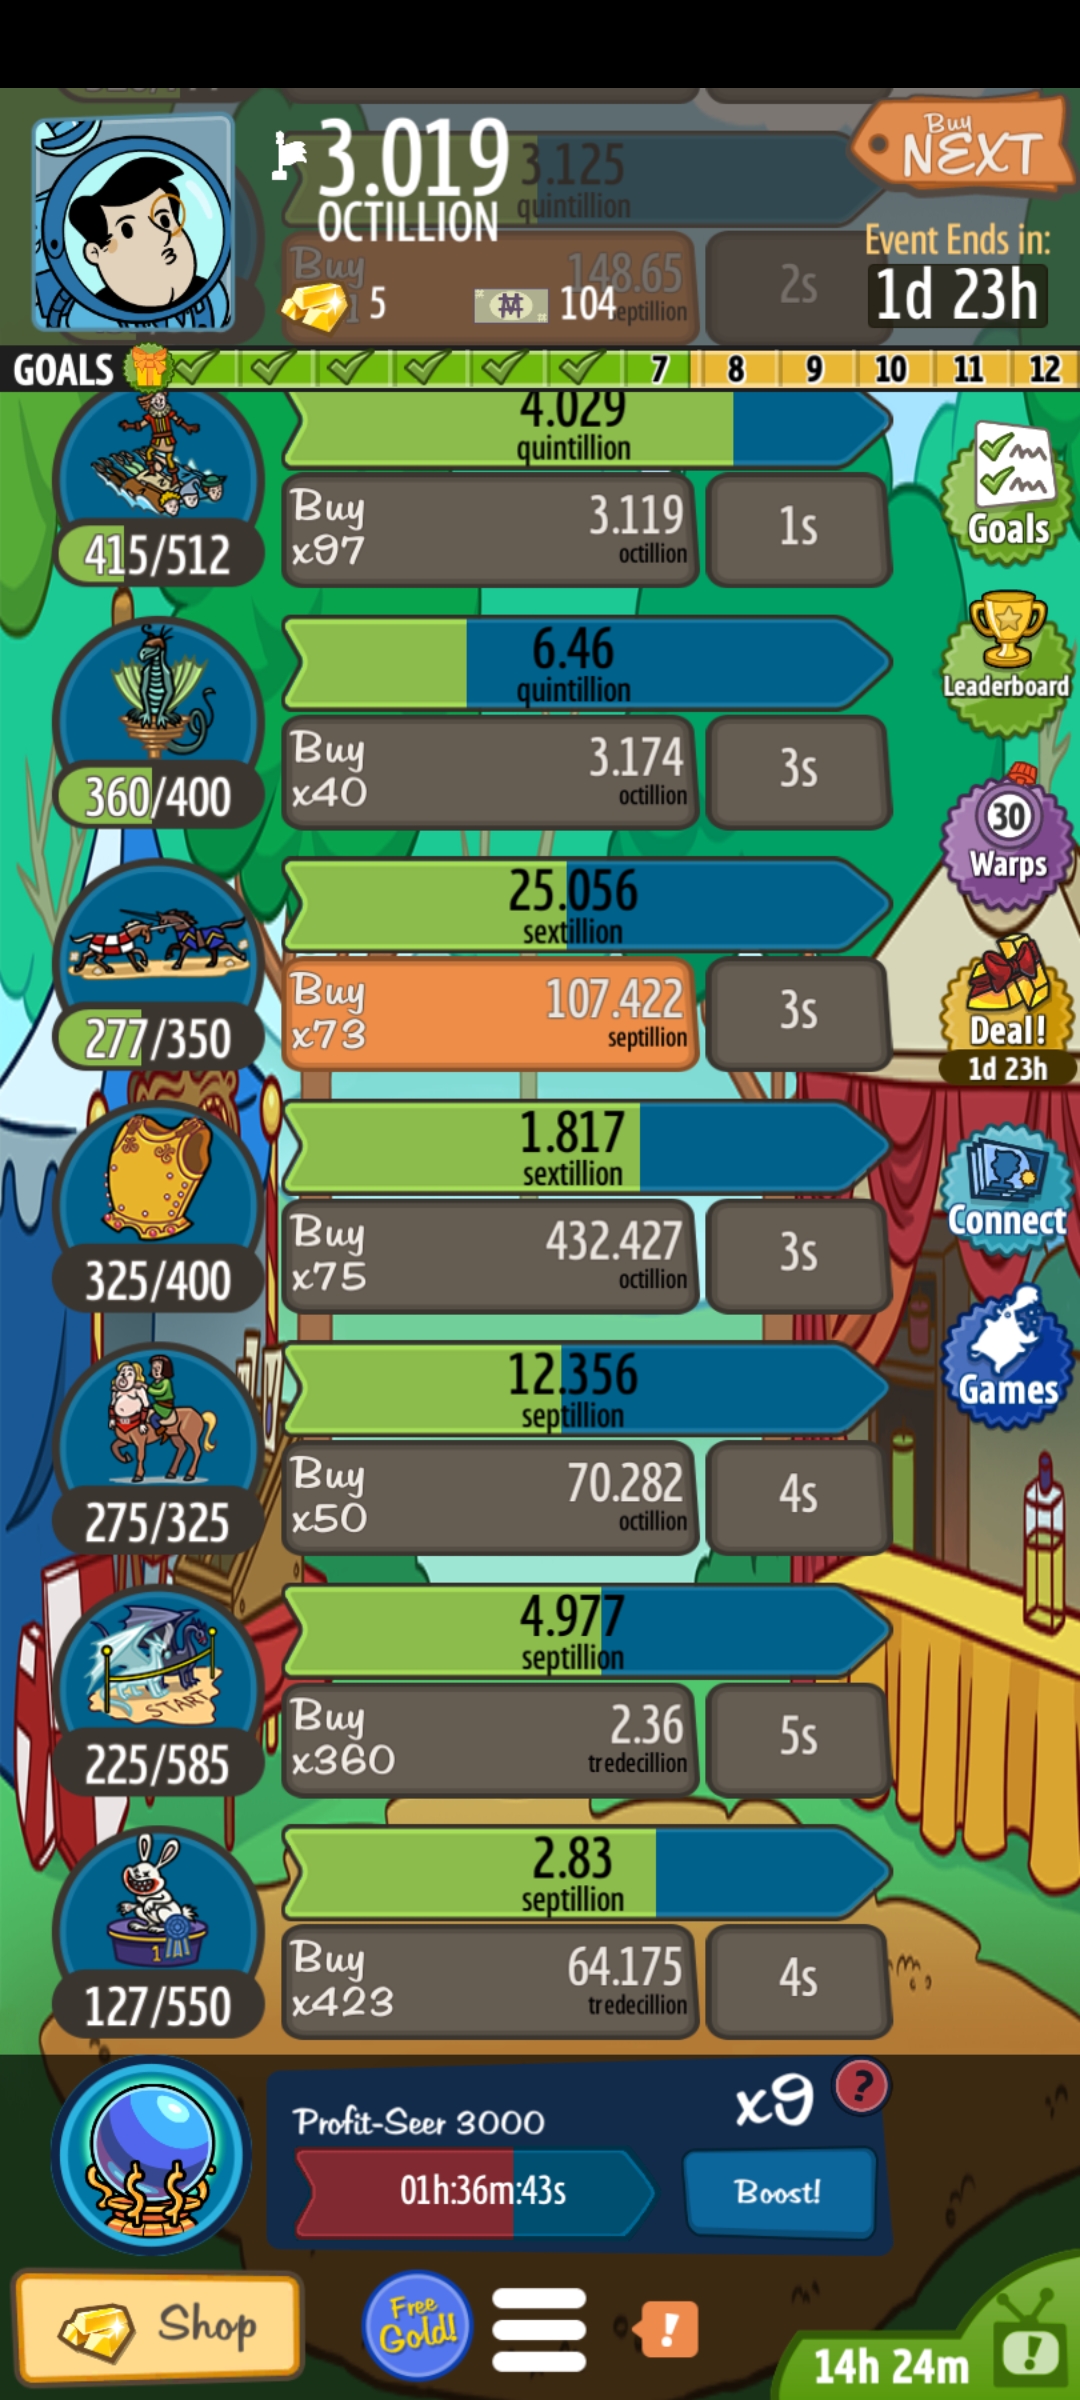 3.019
OCTILLION
3.125
quintillion
Buy
NEXT
Event Ends in:
1d 23h
Buy
148.65
septillion
2s
5
104
GOALS 7 8 9 10 11 12
4.029
quintillion
415/512
Buy
x97
3.119
octillion
1s
Goals
6.46
quintillion
360/400
Buy
x40
3.174
octillion
3s
Leaderboard
30
Warps
25.056
sextillion
277/350
Buy
x73
107.422
septillion
3s
Deal!
1d 23h
1.817
sextillion
325/400
Buy
x75
432.427
octillion
3s
Connect
12.356
septillion
275/325
Buy
x50
70.282
octillion
4s
Games
4.977
septillion
START
225/585
Buy
x360
2.36
tredecillion
5s
2.83
septillion
1
127/550
Buy
x423
64.175
tredecillion
4s
Profit-Seer 3000
x9
?
01h:36m:43s
Boost!
Shop
Free
Gold!
!
14h 24m
!